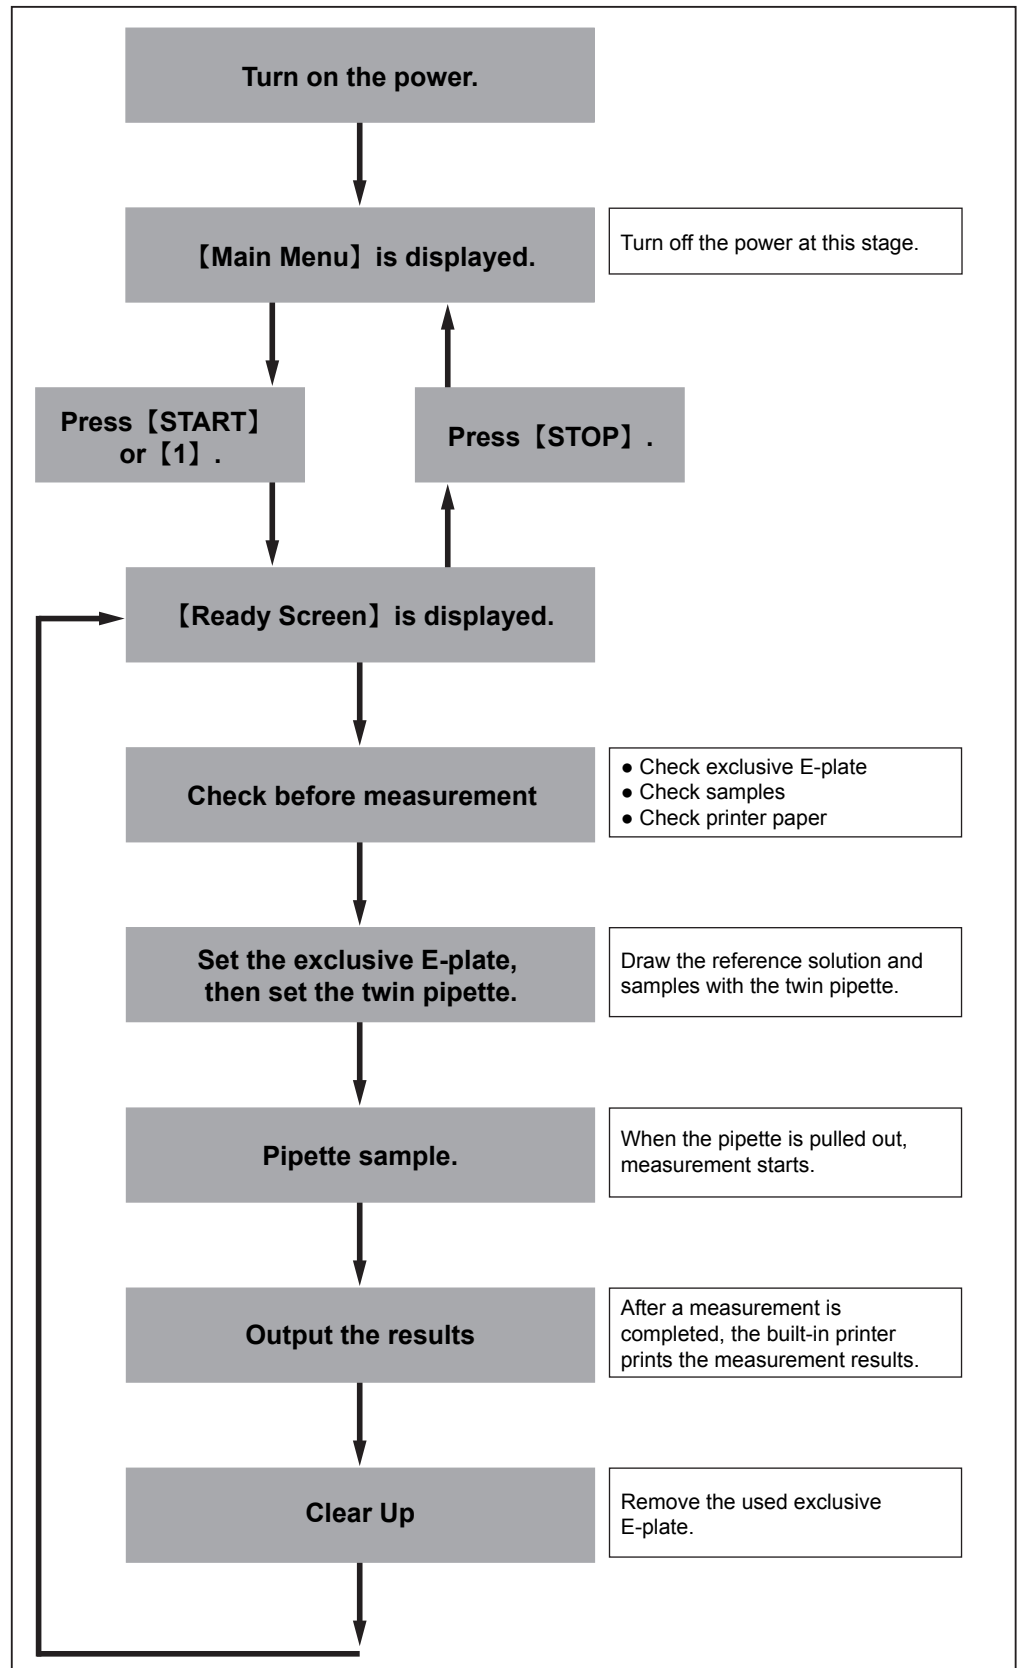 Turn on the power.
【Main Menu】is displayed.
Turn off the power at this stage.
Press【START】
or【1】.
Press【STOP】.
【Ready Screen】is displayed.
Check before measurement
● Check exclusive E-plate
● Check samples
● Check printer paper
Set the exclusive E-plate,
then set the twin pipette.
Draw the reference solution and
samples with the twin pipette.
Pipette sample.
When the pipette is pulled out,
measurement starts.
Output the results
After a measurement is
completed, the built-in printer
prints the measurement results.
Clear Up
Remove the used exclusive
E-plate.